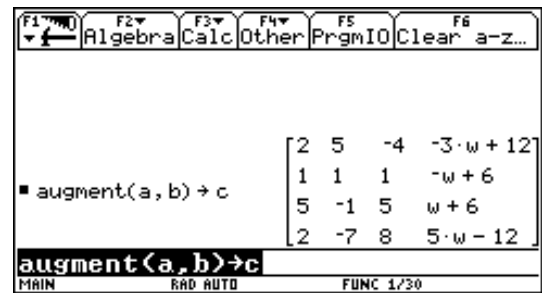 F1 F2 F3 F4 F5 F6
Algebra Calc Other PrgmIO Clear a-z…
2 5 -4 -3·w + 12
1 1 1 -w + 6
■ augment(a, b) → c
5 -1 5 w + 6
2 -7 8 5·w - 12
augment(a,b)→c
MAIN RAD AUTO FUNC 1/30